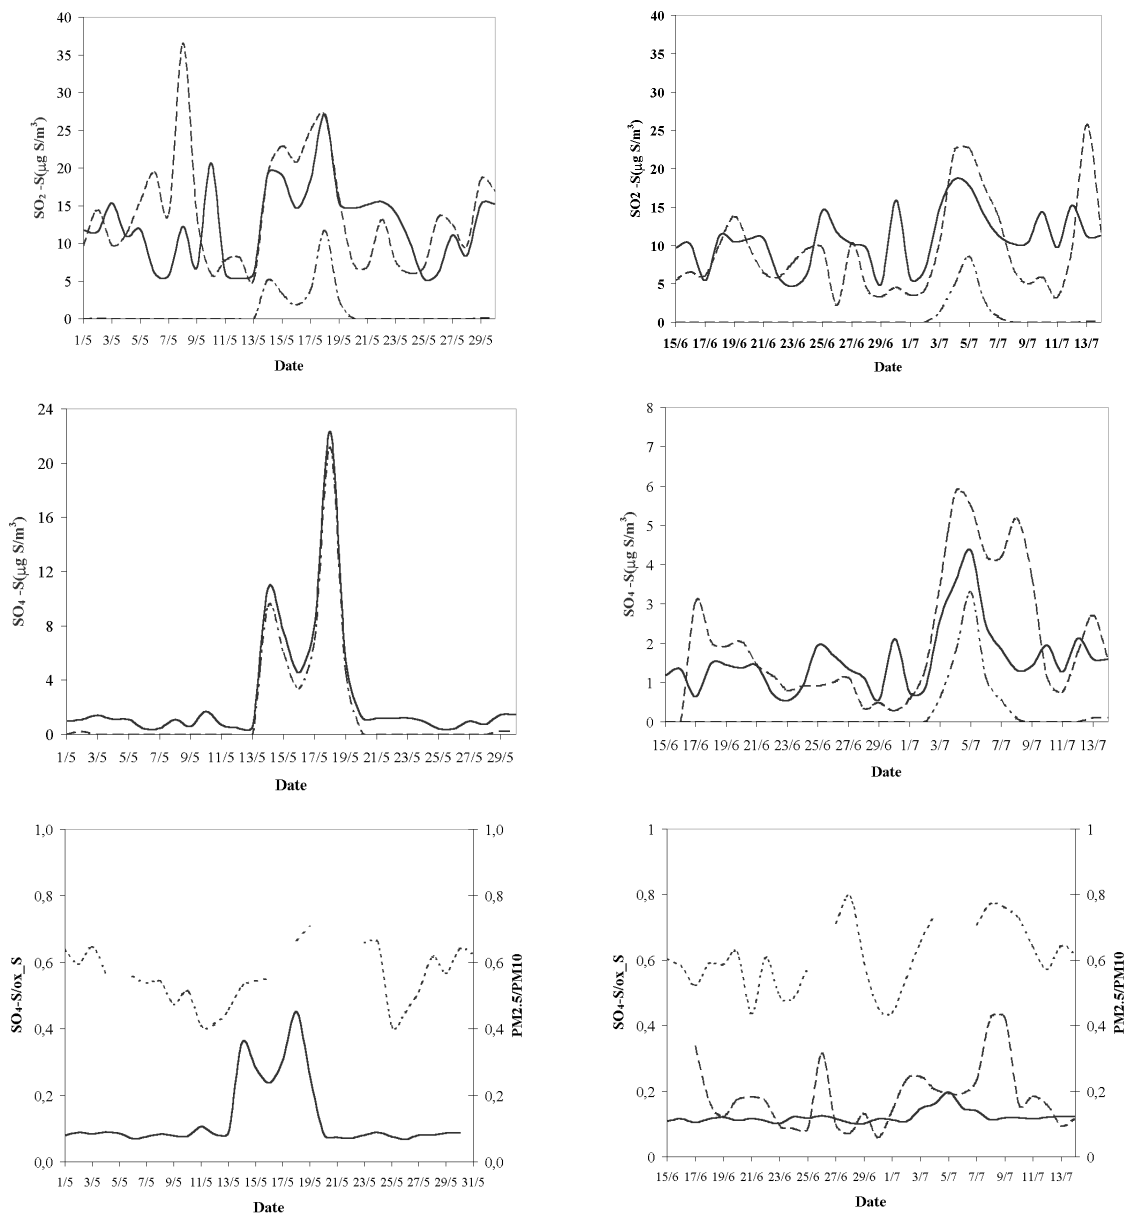 SO₂ -S(μg S/m³)
40
35
30
25
20
15
10
5
0
1/5 3/5 5/5 7/5 9/5 11/5 13/5 15/5 17/5 19/5 21/5 23/5 25/5 27/5 29/5
Date
SO2 -S(μg S/m³)
40
35
30
25
20
15
10
5
0
15/6 17/6 19/6 21/6 23/6 25/6 27/6 29/6 1/7 3/7 5/7 7/7 9/7 11/7 13/7
Date
SO₄ -S(μg S/m³)
24
20
16
12
8
4
0
1/5 3/5 5/5 7/5 9/5 11/5 13/5 15/5 17/5 19/5 21/5 23/5 25/5 27/5 29/5
Date
SO₄ -S(μg S/m³)
8
7
6
5
4
3
2
1
0
15/6 17/6 19/6 21/6 23/6 25/6 27/6 29/6 1/7 3/7 5/7 7/7 9/7 11/7 13/7
Date
SO₄-S/ox_S
1,0
0,8
0,6
0,4
0,2
0,0
1,0
0,8
0,6
0,4
0,2
0,0
PM2.5/PM10
1/5 3/5 5/5 7/5 9/5 11/5 13/5 15/5 17/5 19/5 21/5 23/5 25/5 27/5 29/5 31/5
Date
SO₄-S/ox_S
1
0,8
0,6
0,4
0,2
0
1
0,8
0,6
0,4
0,2
0
PM2.5/PM10
15/6 17/6 19/6 21/6 23/6 25/6 27/6 29/6 1/7 3/7 5/7 7/7 9/7 11/7 13/7
Date